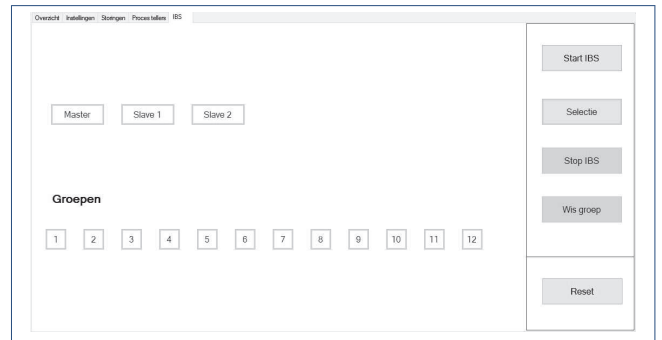 Overzicht Instellingen Storingen Proces tellers IBS
Start IBS
Master Slave 1 Slave 2
Selectie
Stop IBS
Groepen
Wis groep
1 2 3 4 5 6 7 8 9 10 11 12
Reset